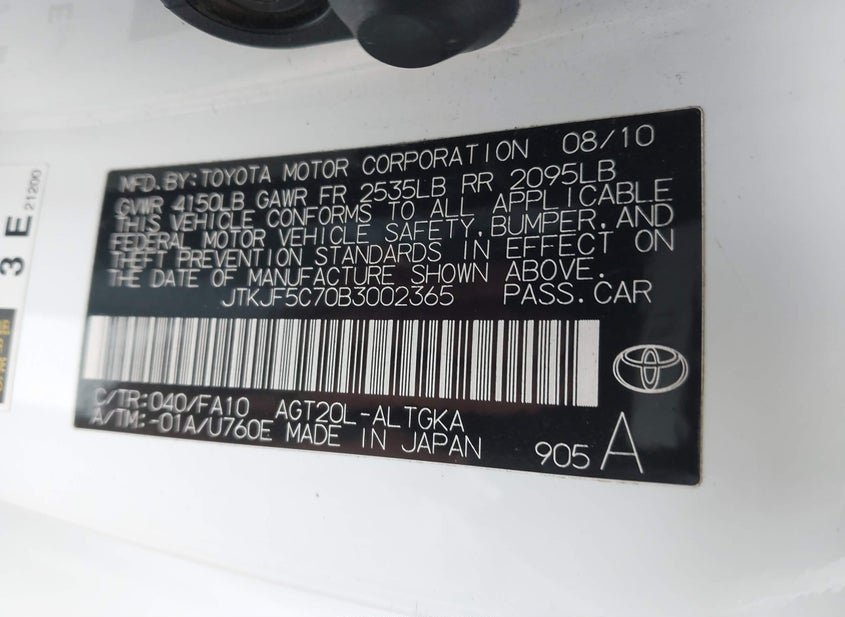 MFD.BY:TOYOTA MOTOR CORPORATION 08/10
GVWR 4150LB GAWR FR 2535LB RR 2095LB
THIS VEHICLE CONFORMS TO ALL APPLICABLE
FEDERAL MOTOR VEHICLE SAFETY,BUMPER,AND
THEFT PREVENTION STANDARDS IN EFFECT ON
THE DATE OF MANUFACTURE SHOWN ABOVE.
JTKJF5C70B3002365 PASS.CAR
C/TR:040/FA10 AGT20L-ALTGKA
A/TM:-01A/U760E MADE IN JAPAN
905 A
3 E
21200